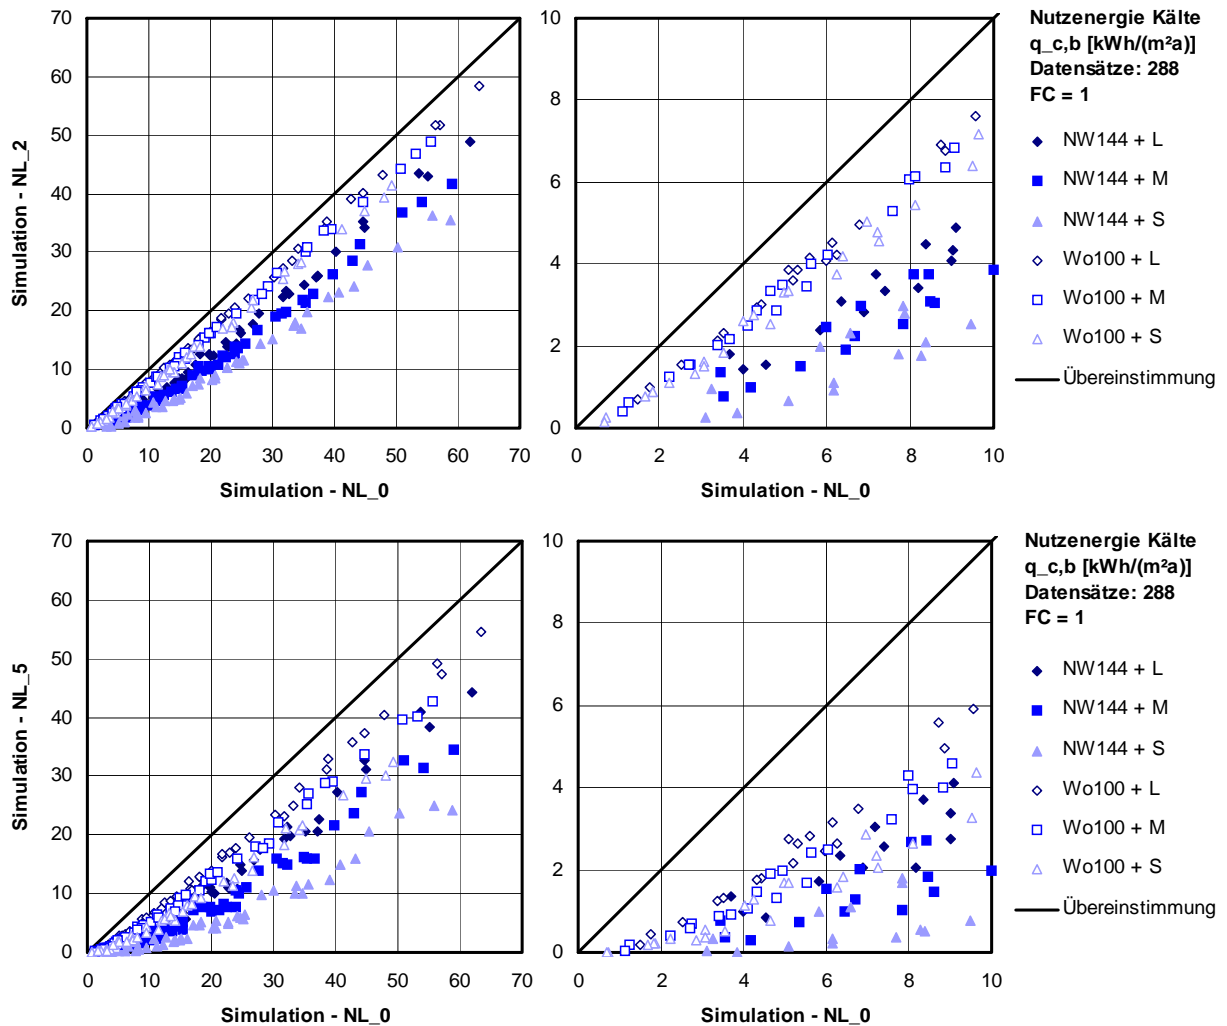 70
60
50
40
30
20
10
0
Simulation - NL_2
0 10 20 30 40 50 60 70
Simulation - NL_0
10
8
6
4
2
0
0 2 4 6 8 10
Simulation - NL_0
Nutzenergie Kälte
q_c,b [kWh/(m²a)]
Datensätze: 288
FC = 1
NW144 + L
NW144 + M
NW144 + S
Wo100 + L
Wo100 + M
Wo100 + S
Übereinstimmung
70
60
50
40
30
20
10
0
Simulation - NL_5
0 10 20 30 40 50 60 70
Simulation - NL_0
10
8
6
4
2
0
0 2 4 6 8 10
Simulation - NL_0
Nutzenergie Kälte
q_c,b [kWh/(m²a)]
Datensätze: 288
FC = 1
NW144 + L
NW144 + M
NW144 + S
Wo100 + L
Wo100 + M
Wo100 + S
Übereinstimmung